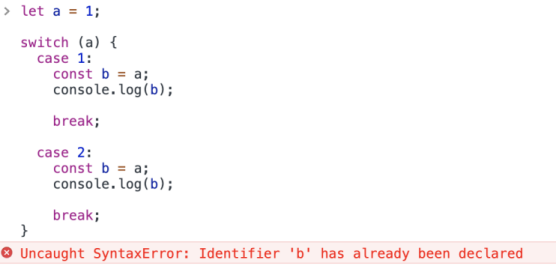 let a = 1;
switch (a) {
case 1:
const b = a;
console.log(b);
break;
case 2:
const b = a;
console.log(b);
break;
}
Uncaught SyntaxError: Identifier 'b' has already been declared